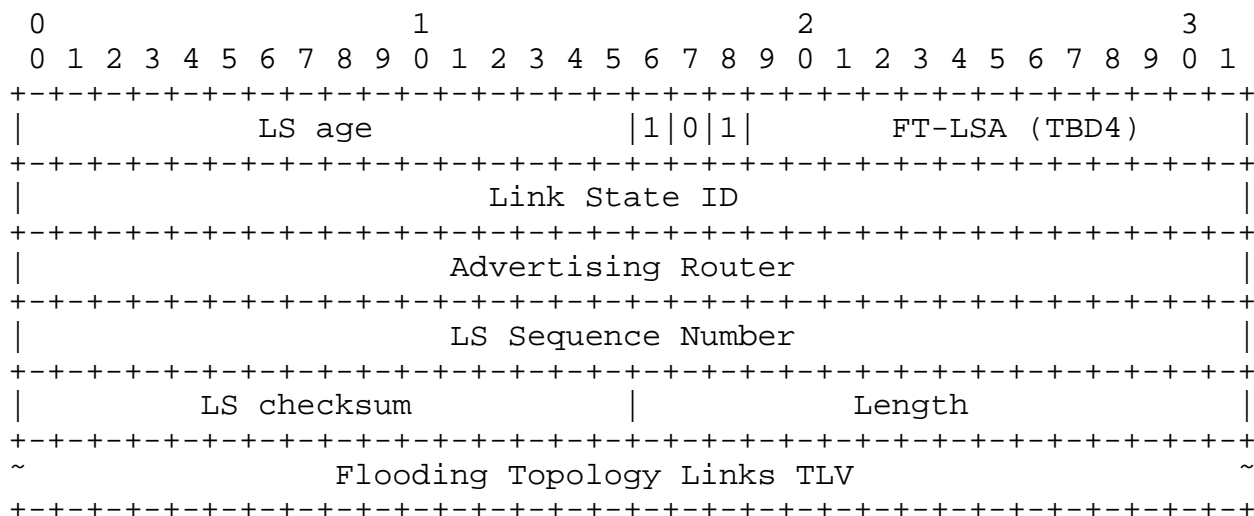 0                   1                   2                   3
 0 1 2 3 4 5 6 7 8 9 0 1 2 3 4 5 6 7 8 9 0 1 2 3 4 5 6 7 8 9 0 1
+-+-+-+-+-+-+-+-+-+-+-+-+-+-+-+-+-+-+-+-+-+-+-+-+-+-+-+-+-+-+-+-+
|            LS age             |1|0|1|       FT-LSA (TBD4)     |
+-+-+-+-+-+-+-+-+-+-+-+-+-+-+-+-+-+-+-+-+-+-+-+-+-+-+-+-+-+-+-+-+
|                        Link State ID                          |
+-+-+-+-+-+-+-+-+-+-+-+-+-+-+-+-+-+-+-+-+-+-+-+-+-+-+-+-+-+-+-+-+
|                      Advertising Router                       |
+-+-+-+-+-+-+-+-+-+-+-+-+-+-+-+-+-+-+-+-+-+-+-+-+-+-+-+-+-+-+-+-+
|                      LS Sequence Number                       |
+-+-+-+-+-+-+-+-+-+-+-+-+-+-+-+-+-+-+-+-+-+-+-+-+-+-+-+-+-+-+-+-+
|         LS checksum           |           Length              |
+-+-+-+-+-+-+-+-+-+-+-+-+-+-+-+-+-+-+-+-+-+-+-+-+-+-+-+-+-+-+-+-+
~                Flooding Topology Links TLV                    ~
+-+-+-+-+-+-+-+-+-+-+-+-+-+-+-+-+-+-+-+-+-+-+-+-+-+-+-+-+-+-+-+-+